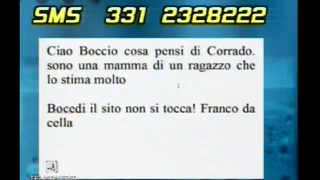 SMS 331 2328222
Ciao Boccio cosa pensi di Corrado.
sono una mamma di un ragazzo che
lo stima molto
Bocedi il sito non si tocca! Franco da
cella